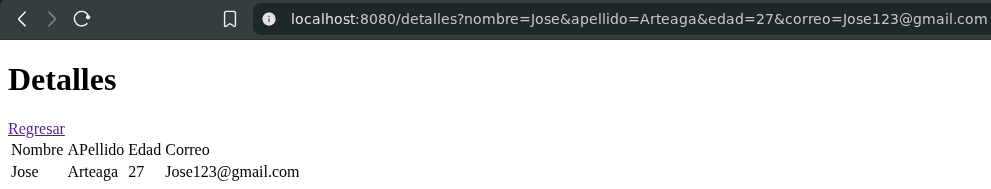 localhost:8080/detalles?nombre=Jose&apellido=Arteaga&edad=27&correo=Jose123@gmail.com
Detalles
Regresar
Nombre APellido Edad Correo
Jose Arteaga 27 Jose123@gmail.com